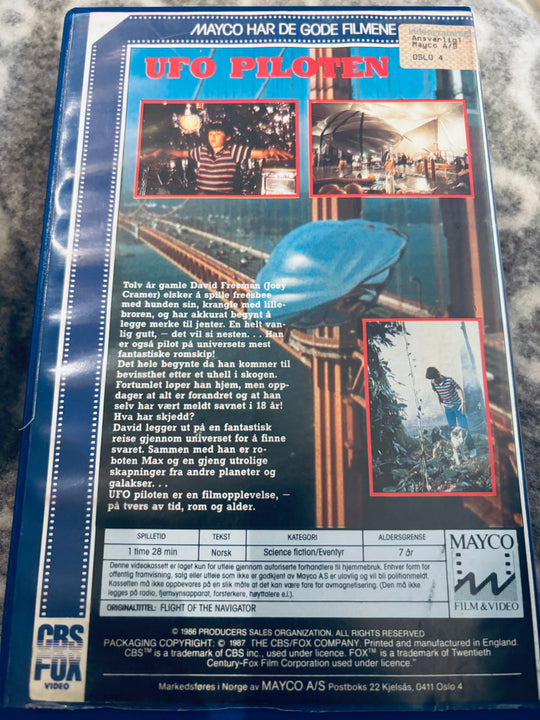 MAYCO HAR DE GODE FILMENE
videogrammet
Ansvarlig:
Mayco A/S
OSLO 4
UFO PILOTEN
Tolv år gamle David Freeman (Joey
Cramer) elsker å spille freesbee
med hunden sin, krangle med lille-
broren, og har akkurat begynt å
legge merke til jenter. En helt van-
lig gutt, — det vil si nesten. . . Han
er også pilot på universets mest
fantastiske romskip!
Det hele begynte da han kommer til
bevissthet etter et uhell i skogen.
Fortumlet løper han hjem, men opp-
dager at alt er forandret og at han
selv har vært meldt savnet i 18 år!
Hva har skjedd?
David legger ut på en fantastisk
reise gjennom universet for å finne
svaret. Sammen med han er ro-
boten Max og en gjeng utrolige
skapninger fra andre planeter og
galakser. . .
UFO piloten er en filmopplevelse, —
på tvers av tid, rom og alder.
SPILLETID TEKST KATEGORI ALDERSGRENSE
1 time 28 min Norsk Science fiction/Eventyr 7 år
Denne videokassett er laget kun for utleie gjennom autoriserte forhandlere til hjemmebruk. Enhver form for
offentlig framvisning, salg eller utleie som ikke er godkjent av Mayco A.S er ulovlig og vil bli politianmeldt.
Kassetten må ikke oppbevares på en slik måte at det kan være fare for avmagnetisering. (Den må ikke
legges på radio, fjernsynsapparat, forsterkere, høyttalere e.l.).
ORIGINALTITTEL: FLIGHT OF THE NAVIGATOR
MAYCO
FILM & VIDEO
CBS
FOX
VIDEO
© 1986 PRODUCERS SALES ORGANIZATION. ALL RIGHTS RESERVED
PACKAGING COPYRIGHT: © 1987 THE CBS/FOX COMPANY. Printed and manufactured in England.
CBS™ is a trademark of CBS inc., used under licence. FOX™ is a trademark of Twentieth
Century-Fox Film Corporation used under licence."
Markedsføres i Norge av MAYCO A/S Postboks 22 Kjelsås, 0411 Oslo 4